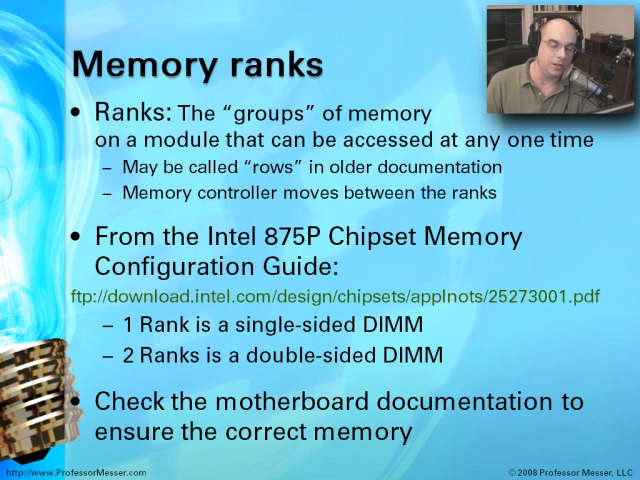 Memory ranks
• Ranks: The “groups” of memory
on a module that can be accessed at any one time
– May be called “rows” in older documentation
– Memory controller moves between the ranks
• From the Intel 875P Chipset Memory
Configuration Guide:
ftp://download.intel.com/design/chipsets/applnots/25273001.pdf
– 1 Rank is a single-sided DIMM
– 2 Ranks is a double-sided DIMM
• Check the motherboard documentation to
ensure the correct memory
http://www.ProfessorMesser.com
© 2008 Professor Messer, LLC